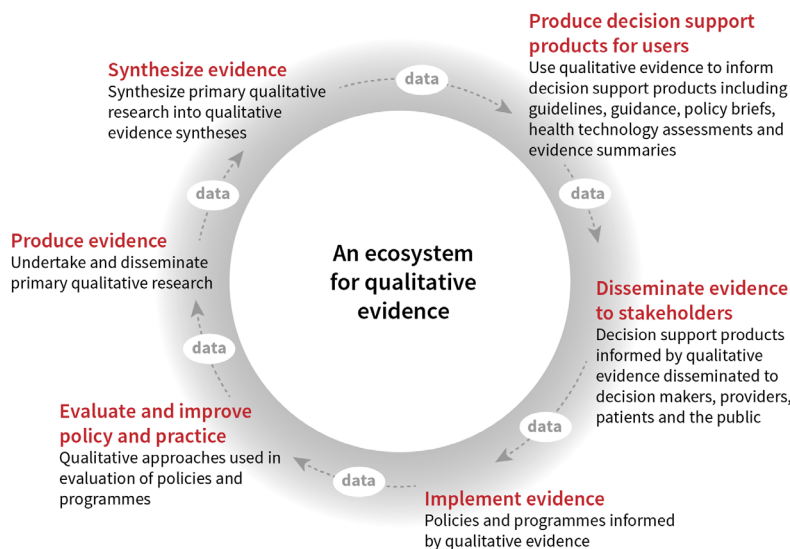 Produce decision support
products for users
Use qualitative evidence to inform
decision support products including
guidelines, guidance, policy briefs,
health technology assessments and
evidence summaries
data
Disseminate evidence
to stakeholders
Decision support products
informed by qualitative
evidence disseminated to
decision makers, providers,
patients and the public
data
Implement evidence
Policies and programmes informed
by qualitative evidence
data
Evaluate and improve
policy and practice
Qualitative approaches used in
evaluation of policies and
programmes
data
Produce evidence
Undertake and disseminate
primary qualitative research
data
Synthesize evidence
Synthesize primary qualitative
research into qualitative
evidence syntheses
data
An ecosystem
for qualitative
evidence